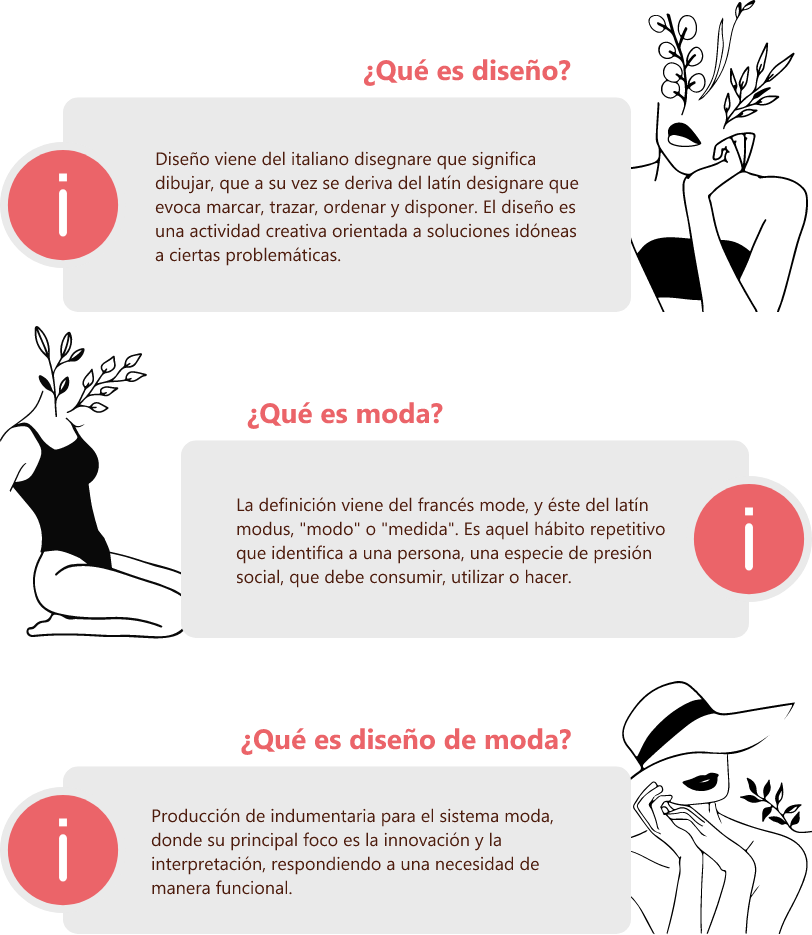 ¿Qué es diseño?
Diseño viene del italiano disegnare que significa
dibujar, que a su vez se deriva del latín designare que
evoca marcar, trazar, ordenar y disponer. El diseño es
una actividad creativa orientada a soluciones idóneas
a ciertas problemáticas.
¿Qué es moda?
La definición viene del francés mode, y éste del latín
modus, "modo" o "medida". Es aquel hábito repetitivo
que identifica a una persona, una especie de presión
social, que debe consumir, utilizar o hacer.
¿Qué es diseño de moda?
Producción de indumentaria para el sistema moda,
donde su principal foco es la innovación y la
interpretación, respondiendo a una necesidad de
manera funcional.